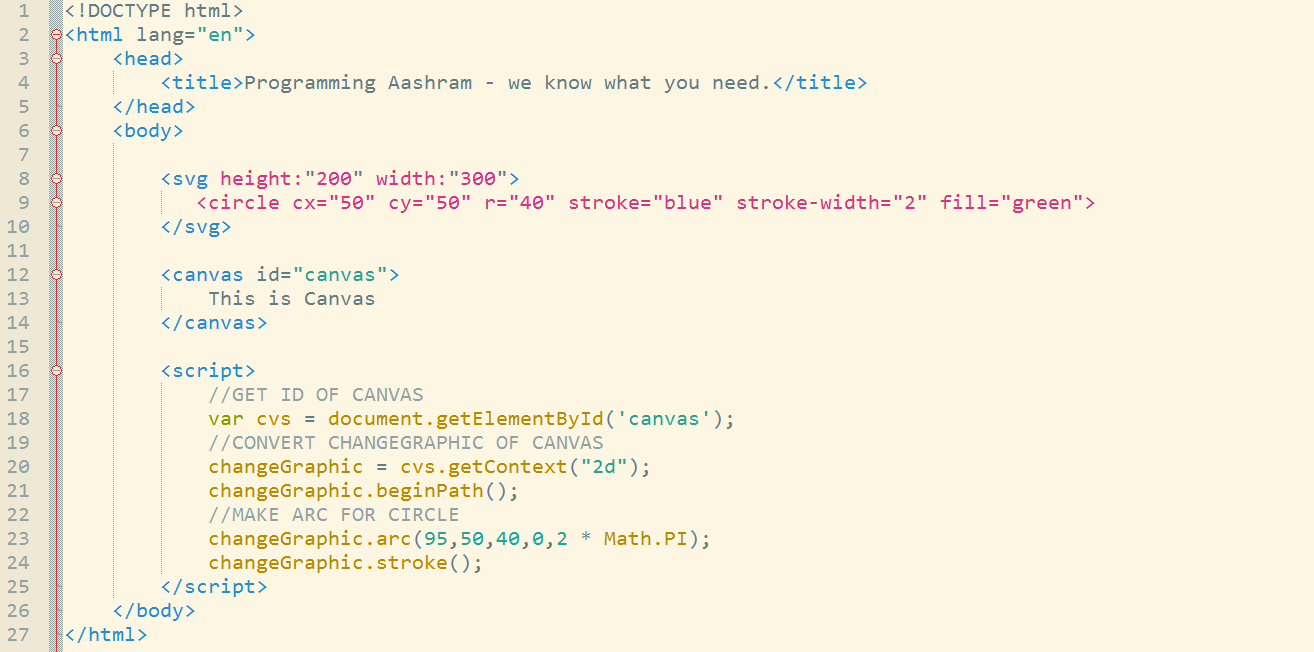 1 <!DOCTYPE html>
2 <html lang="en">
3     <head>
4         <title>Programming Aashram - we know what you need.</title>
5     </head>
6     <body>
7
8         <svg height:"200" width:"300">
9            <circle cx="50" cy="50" r="40" stroke="blue" stroke-width="2" fill="green">
10         </svg>
11
12         <canvas id="canvas">
13             This is Canvas
14         </canvas>
15
16         <script>
17             //GET ID OF CANVAS
18             var cvs = document.getElementById('canvas');
19             //CONVERT CHANGEGRAPHIC OF CANVAS
20             changeGraphic = cvs.getContext("2d");
21             changeGraphic.beginPath();
22             //MAKE ARC FOR CIRCLE
23             changeGraphic.arc(95,50,40,0,2 * Math.PI);
24             changeGraphic.stroke();
25         </script>
26     </body>
27 </html>